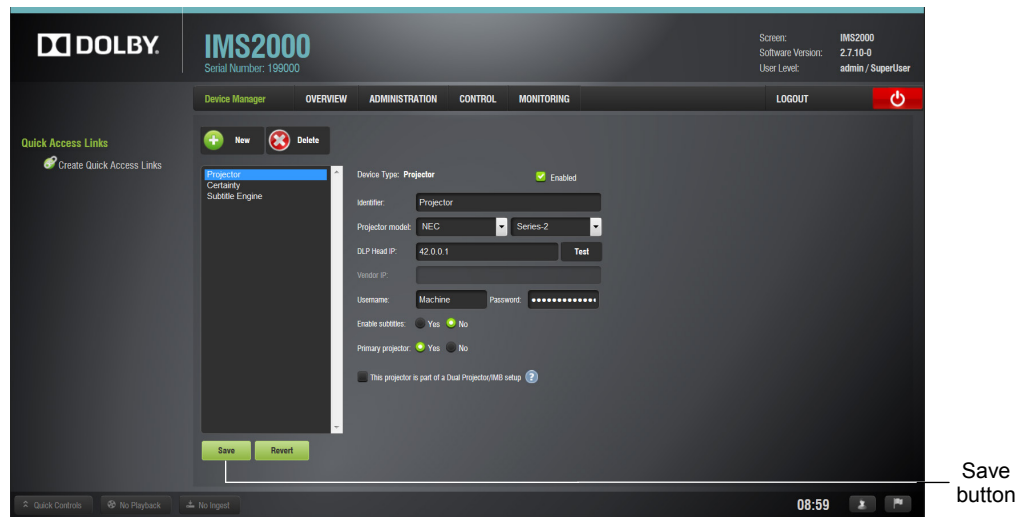 DOLBY.
IMS2000
Serial Number: 199000
Screen: IMS2000
Software Version: 2.7.10-0
User Level: admin / SuperUser
Device Manager OVERVIEW ADMINISTRATION CONTROL MONITORING LOGOUT
Quick Access Links
Create Quick Access Links
New Delete
Projector
Certainty
Subtitle Engine
Device Type: Projector Enabled
Identifier: Projector
Projector model: NEC Series-2
DLP Head IP: 42.0.0.1 Test
Vendor IP:
Username: Machine Password: ●●●●●●●●●●●●●
Enable subtitles: Yes No
Primary projector: Yes No
This projector is part of a Dual Projector/IMB setup ?
Save Revert
Save
button
Quick Controls No Playback No Ingest 08:59